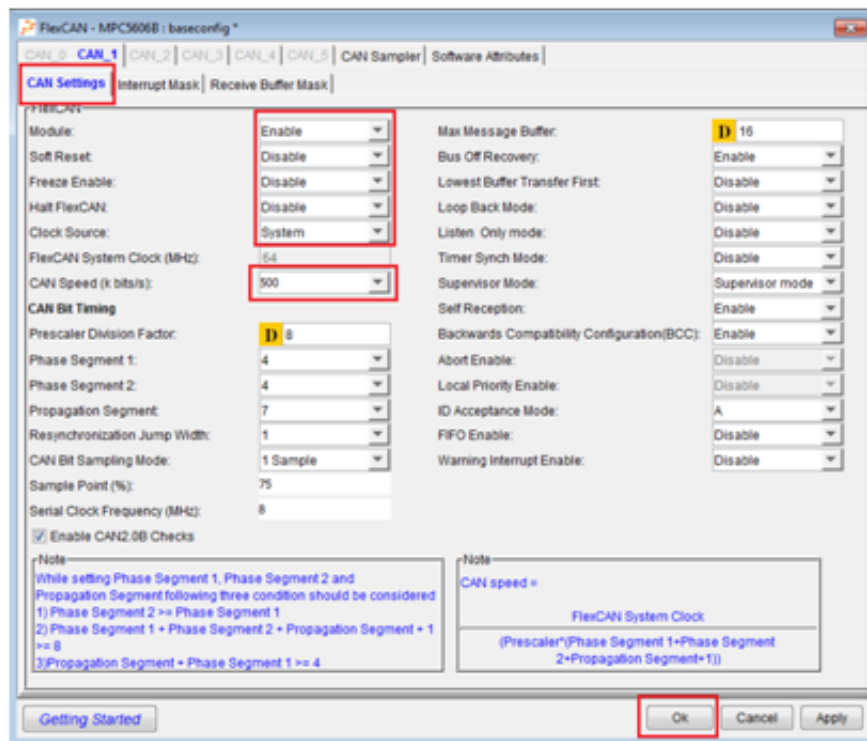 FlexCAN - MPC5606B : baseconfig *
CAN_0 CAN_1 CAN_2 CAN_3 CAN_4 CAN_5 CAN Sampler Software Attributes
CAN Settings Interrupt Mask Receive Buffer Mask
FlexCAN
Module: Enable
Soft Reset: Disable
Freeze Enable: Disable
Halt FlexCAN: Disable
Clock Source: System
FlexCAN System Clock (MHz): 64
CAN Speed (k bits/s): 500
CAN Bit Timing
Prescaler Division Factor: D 8
Phase Segment 1: 4
Phase Segment 2: 4
Propagation Segment: 7
Resynchronization Jump Width: 1
CAN Bit Sampling Mode: 1 Sample
Sample Point (%): 75
Serial Clock Frequency (MHz): 8
Enable CAN2.0B Checks
Max Message Buffer: D 16
Bus Off Recovery: Enable
Lowest Buffer Transfer First: Disable
Loop Back Mode: Disable
Listen Only mode: Disable
Timer Synch Mode: Disable
Supervisor Mode: Supervisor mode
Self Reception: Enable
Backwards Compatibility Configuration(BCC): Enable
Abort Enable: Disable
Local Priority Enable: Disable
ID Acceptance Mode: A
FIFO Enable: Disable
Warning Interrupt Enable: Disable
Note
While setting Phase Segment 1, Phase Segment 2 and
Propagation Segment following three condition should be considered
1) Phase Segment 2 >= Phase Segment 1
2) Phase Segment 1 + Phase Segment 2 + Propagation Segment + 1
>= 8
3)Propagation Segment + Phase Segment 1 >= 4
Note
CAN speed =
FlexCAN System Clock
(Prescaler*(Phase Segment 1+Phase Segment
2+Propagation Segment+1))
Getting Started
Ok Cancel Apply